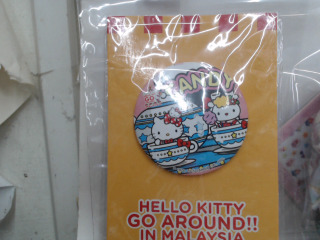 HELLO KITTY
GO AROUND!!
IN MALAYSIA